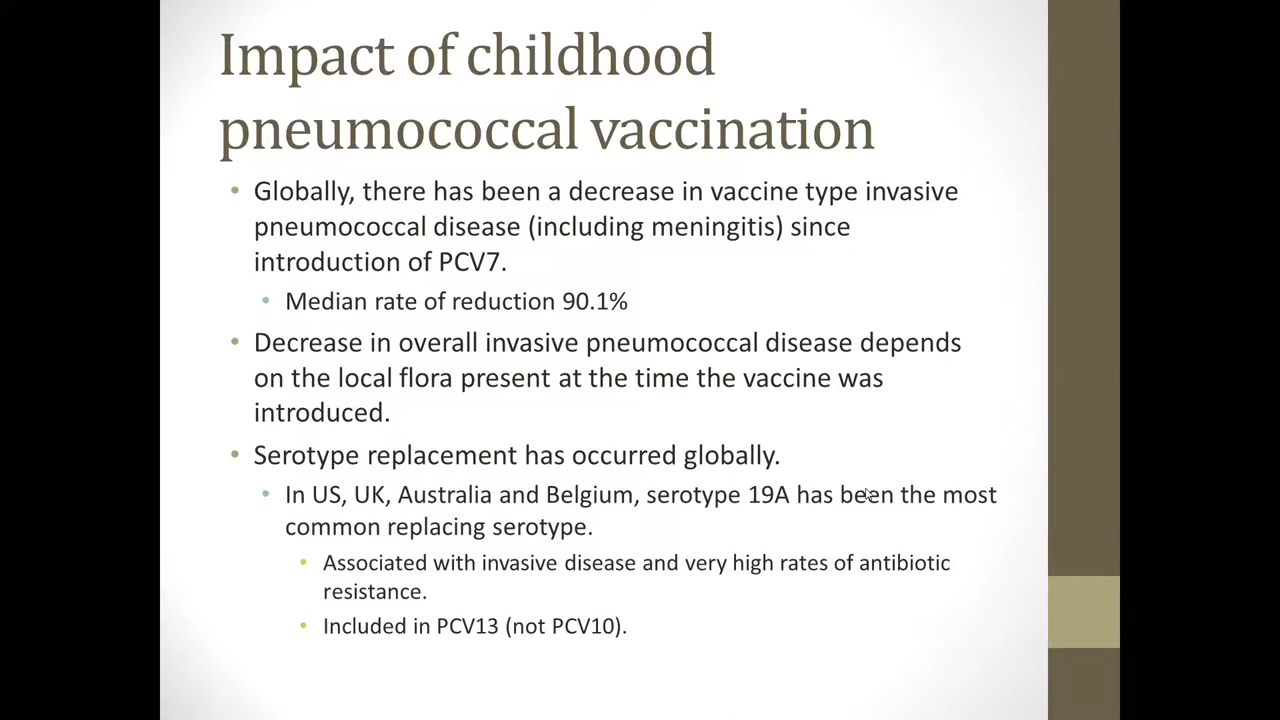 Impact of childhood
pneumococcal vaccination
• Globally, there has been a decrease in vaccine type invasive
pneumococcal disease (including meningitis) since
introduction of PCV7.
• Median rate of reduction 90.1%
• Decrease in overall invasive pneumococcal disease depends
on the local flora present at the time the vaccine was
introduced.
• Serotype replacement has occurred globally.
• In US, UK, Australia and Belgium, serotype 19A has been the most
common replacing serotype.
• Associated with invasive disease and very high rates of antibiotic
resistance.
• Included in PCV13 (not PCV10).